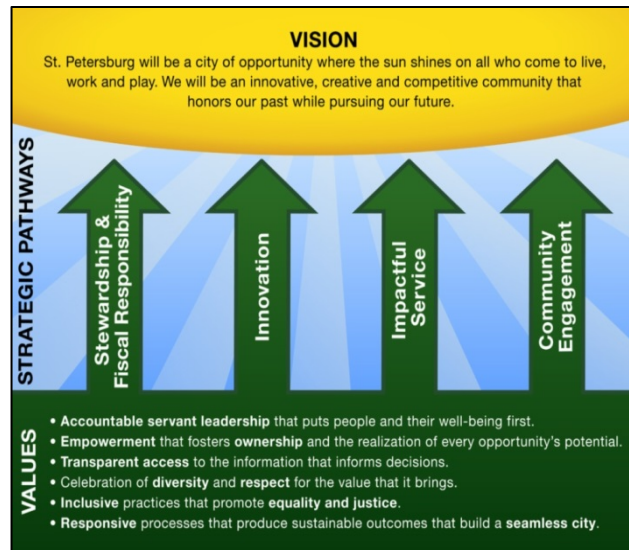 VISION
St. Petersburg will be a city of opportunity where the sun shines on all who come to live,
work and play. We will be an innovative, creative and competitive community that
honors our past while pursuing our future.
STRATEGIC PATHWAYS
Stewardship &
Fiscal Responsibility
Innovation
Impactful
Service
Community
Engagement
VALUES
• Accountable servant leadership that puts people and their well-being first.
• Empowerment that fosters ownership and the realization of every opportunity's potential.
• Transparent access to the information that informs decisions.
• Celebration of diversity and respect for the value that it brings.
• Inclusive practices that promote equality and justice.
• Responsive processes that produce sustainable outcomes that build a seamless city.